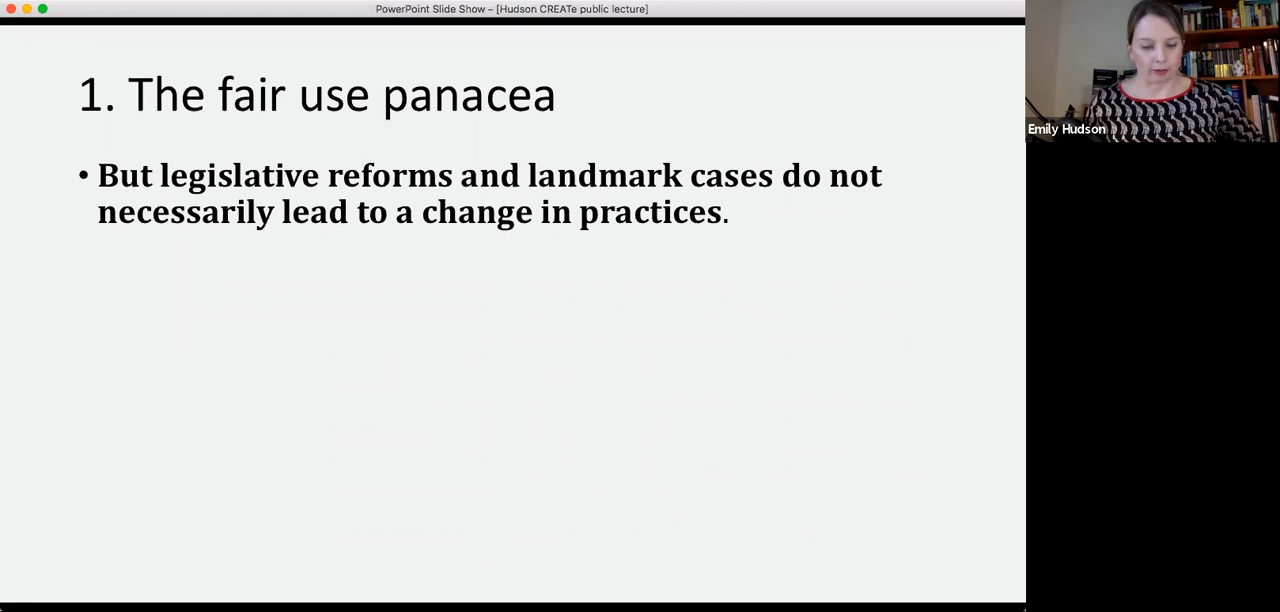 PowerPoint Slide Show – [Hudson CREATe public lecture]
1. The fair use panacea
• But legislative reforms and landmark cases do not
necessarily lead to a change in practices.
Emily Hudson